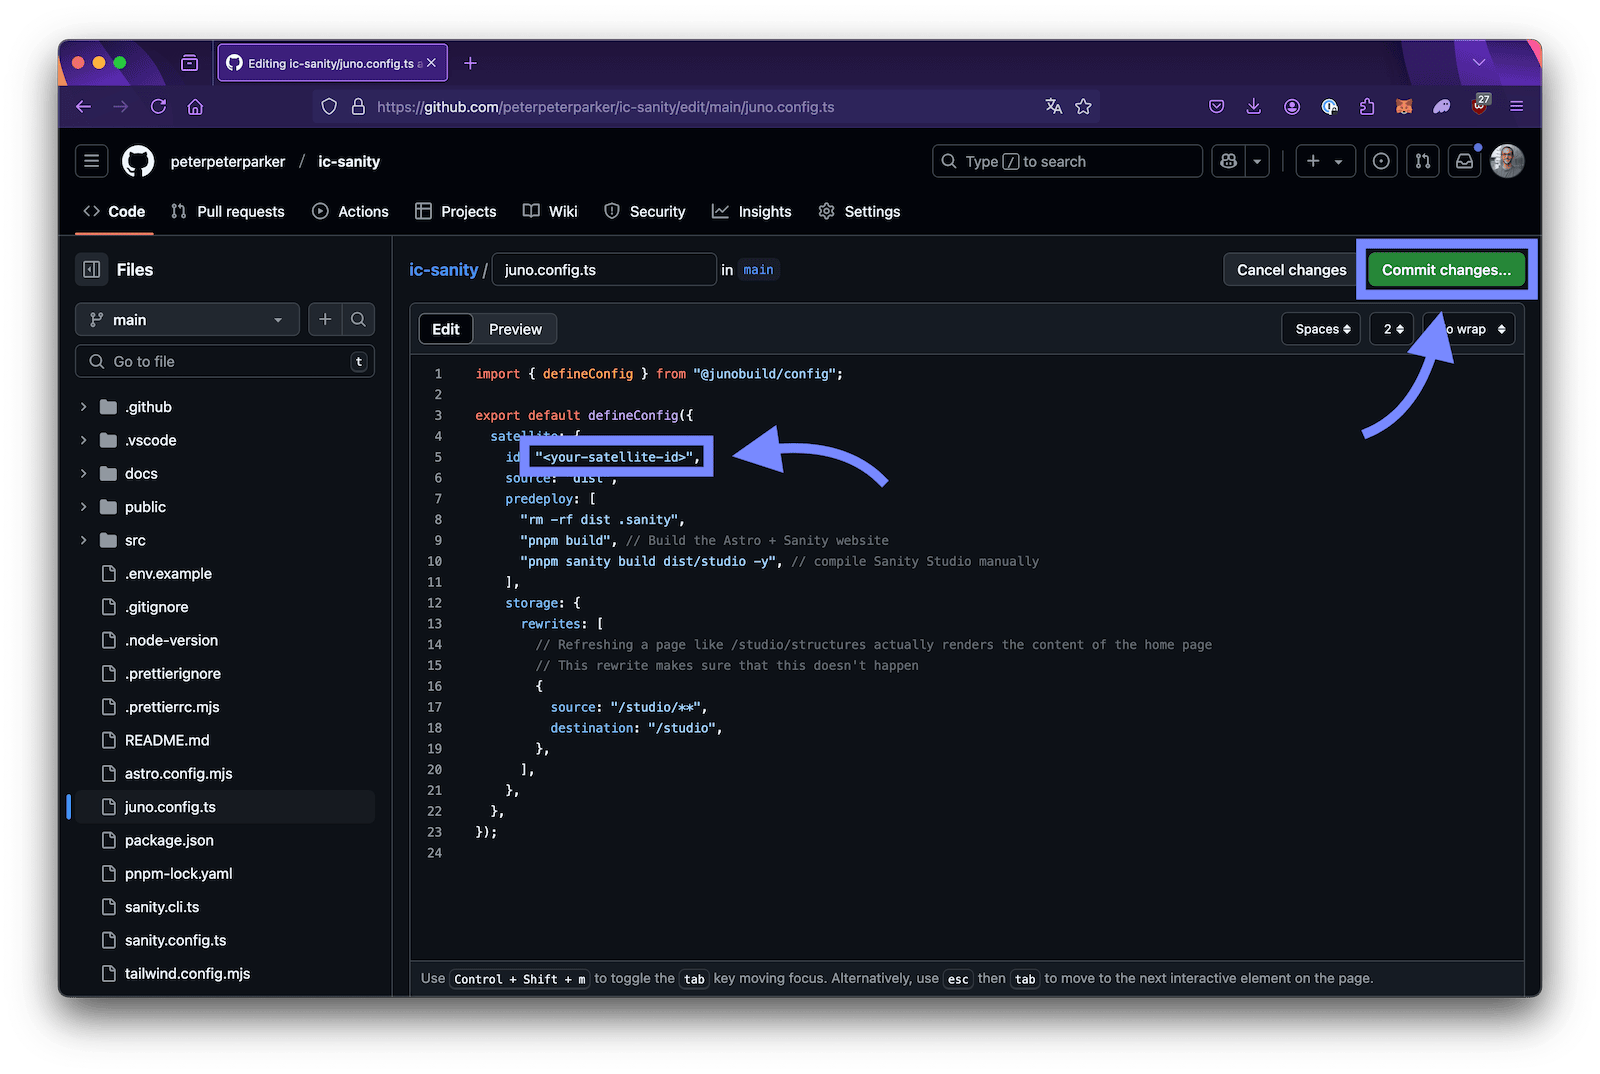 Editing ic-sanity/juno.config.ts a
https://github.com/peterpeterparker/ic-sanity/edit/main/juno.config.ts
27
peterpeterparker / ic-sanity
Type / to search
Code
Pull requests
Actions
Projects
Wiki
Security
Insights
Settings
Files
ic-sanity / juno.config.ts in main
Cancel changes
Commit changes...
main
Go to file
t
Edit
Preview
Spaces
2
o wrap
.github
.vscode
docs
public
src
.env.example
.gitignore
.node-version
.prettierignore
.prettierrc.mjs
README.md
astro.config.mjs
juno.config.ts
package.json
pnpm-lock.yaml
sanity.cli.ts
sanity.config.ts
tailwind.config.mjs
1 import { defineConfig } from "@junobuild/config";
2
3 export default defineConfig({
4 satellite: {
5 id "<your-satellite-id>",
6 source: "dist",
7 predeploy: [
8 "rm -rf dist .sanity",
9 "pnpm build", // Build the Astro + Sanity website
10 "pnpm sanity build dist/studio -y", // compile Sanity Studio manually
11 ],
12 storage: {
13 rewrites: [
14 // Refreshing a page like /studio/structures actually renders the content of the home page
15 // This rewrite makes sure that this doesn't happen
16 {
17 source: "/studio/**",
18 destination: "/studio",
19 },
20 ],
21 },
22 },
23 });
24
Use Control + Shift + m to toggle the tab key moving focus. Alternatively, use esc then tab to move to the next interactive element on the page.